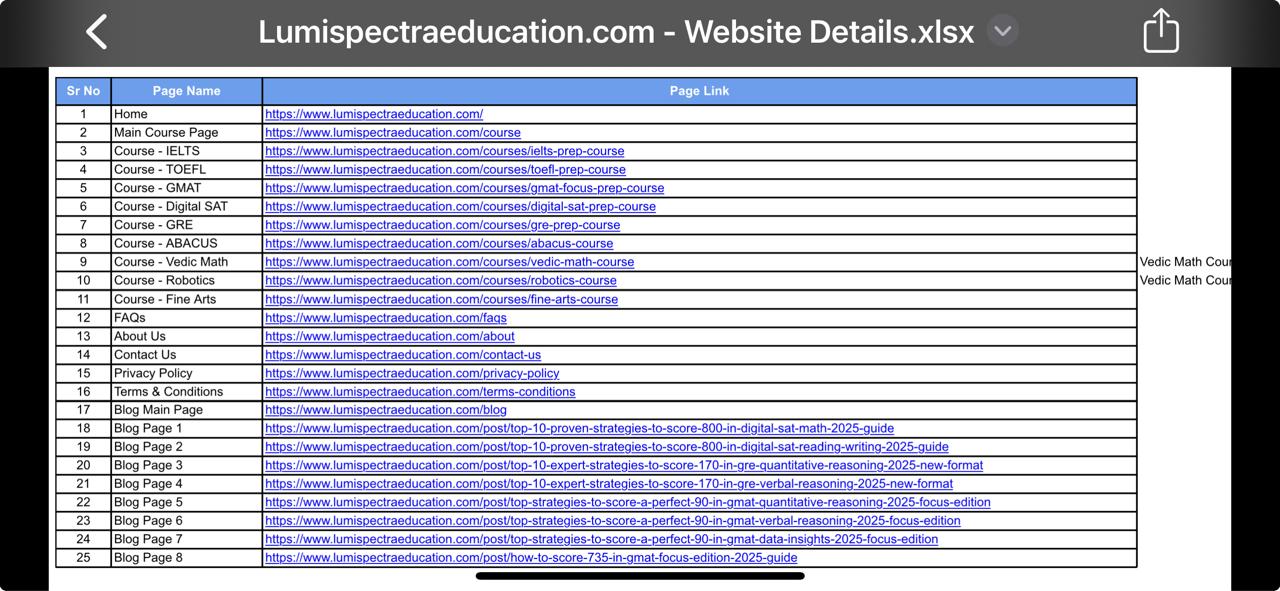 Lumispectraeducation.com - Website Details.xlsx
Sr No Page Name Page Link
1 Home https://www.lumispectraeducation.com/
2 Main Course Page https://www.lumispectraeducation.com/course
3 Course - IELTS https://www.lumispectraeducation.com/courses/ielts-prep-course
4 Course - TOEFL https://www.lumispectraeducation.com/courses/toefl-prep-course
5 Course - GMAT https://www.lumispectraeducation.com/courses/gmat-focus-prep-course
6 Course - Digital SAT https://www.lumispectraeducation.com/courses/digital-sat-prep-course
7 Course - GRE https://www.lumispectraeducation.com/courses/gre-prep-course
8 Course - ABACUS https://www.lumispectraeducation.com/courses/abacus-course
9 Course - Vedic Math https://www.lumispectraeducation.com/courses/vedic-math-course Vedic Math
10 Course - Robotics https://www.lumispectraeducation.com/courses/robotics-course Vedic Math
11 Course - Fine Arts https://www.lumispectraeducation.com/courses/fine-arts-course
12 FAQs https://www.lumispectraeducation.com/faqs
13 About Us https://www.lumispectraeducation.com/about
14 Contact Us https://www.lumispectraeducation.com/contact-us
15 Privacy Policy https://www.lumispectraeducation.com/privacy-policy
16 Terms & Conditions https://www.lumispectraeducation.com/terms-conditions
17 Blog Main Page https://www.lumispectraeducation.com/blog
18 Blog Page 1 https://www.lumispectraeducation.com/post/top-10-proven-strategies-to-score-800-in-digital-sat-math-2025-guide
19 Blog Page 2 https://www.lumispectraeducation.com/post/top-10-proven-strategies-to-score-800-in-digital-sat-reading-writing-2025-guide
20 Blog Page 3 https://www.lumispectraeducation.com/post/top-10-expert-strategies-to-score-170-in-gre-quantitative-reasoning-2025-new-format
21 Blog Page 4 https://www.lumispectraeducation.com/post/top-10-expert-strategies-to-score-170-in-gre-verbal-reasoning-2025-new-format
22 Blog Page 5 https://www.lumispectraeducation.com/post/top-strategies-to-score-a-perfect-90-in-gmat-quantitative-reasoning-2025-focus-edition
23 Blog Page 6 https://www.lumispectraeducation.com/post/top-strategies-to-score-a-perfect-90-in-gmat-verbal-reasoning-2025-focus-edition
24 Blog Page 7 https://www.lumispectraeducation.com/post/top-strategies-to-score-a-perfect-90-in-gmat-data-insights-2025-focus-edition
25 Blog Page 8 https://www.lumispectraeducation.com/post/how-to-score-735-in-gmat-focus-edition-2025-guide